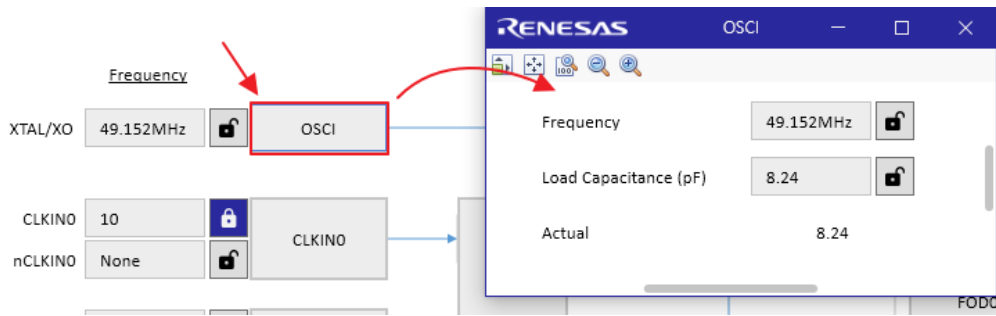 RENESAS OSCI
Frequency
XTAL/XO 49.152MHz OSCI
Frequency 49.152MHz
Load Capacitance (pF) 8.24
CLKIN0 10
CLKIN0
nCLKIN0 None
Actual 8.24
FOD0